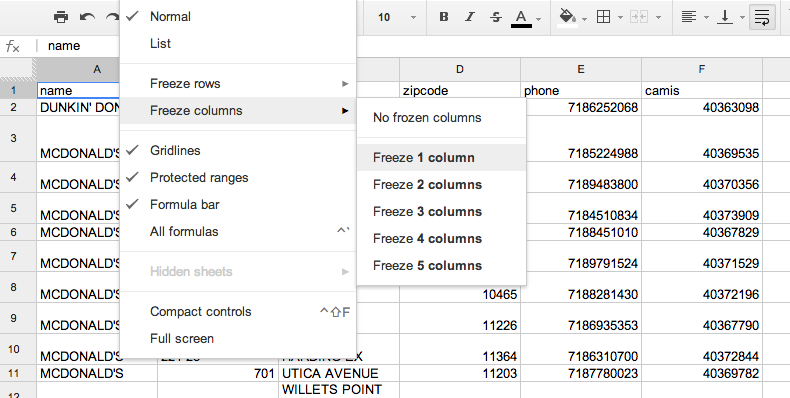 10 B I S A
fx name
A D E F
Normal
List
Freeze rows
Freeze columns
Gridlines
Protected ranges
Formula bar
All formulas ^`
Hidden sheets
Compact controls ^⇧F
Full screen
No frozen columns
Freeze 1 column
Freeze 2 columns
Freeze 3 columns
Freeze 4 columns
Freeze 5 columns
1 name zipcode phone camis
2 DUNKIN' DON 7186252068 40363098
3 MCDONALD'S 7185224988 40369535
4 MCDONALD'S 7189483800 40370356
5 MCDONALD'S 7184510834 40373909
6 MCDONALD'S 7188451010 40367829
7 MCDONALD'S 7189791524 40371529
8 MCDONALD'S 10465 7188281430 40372196
9 MCDONALD'S 11226 7186935353 40367790
10 MCDONALD'S 11364 7186310700 40372844
11 MCDONALD'S 701 UTICA AVENUE 11203 7187780023 40369782
12 WILLETS POINT